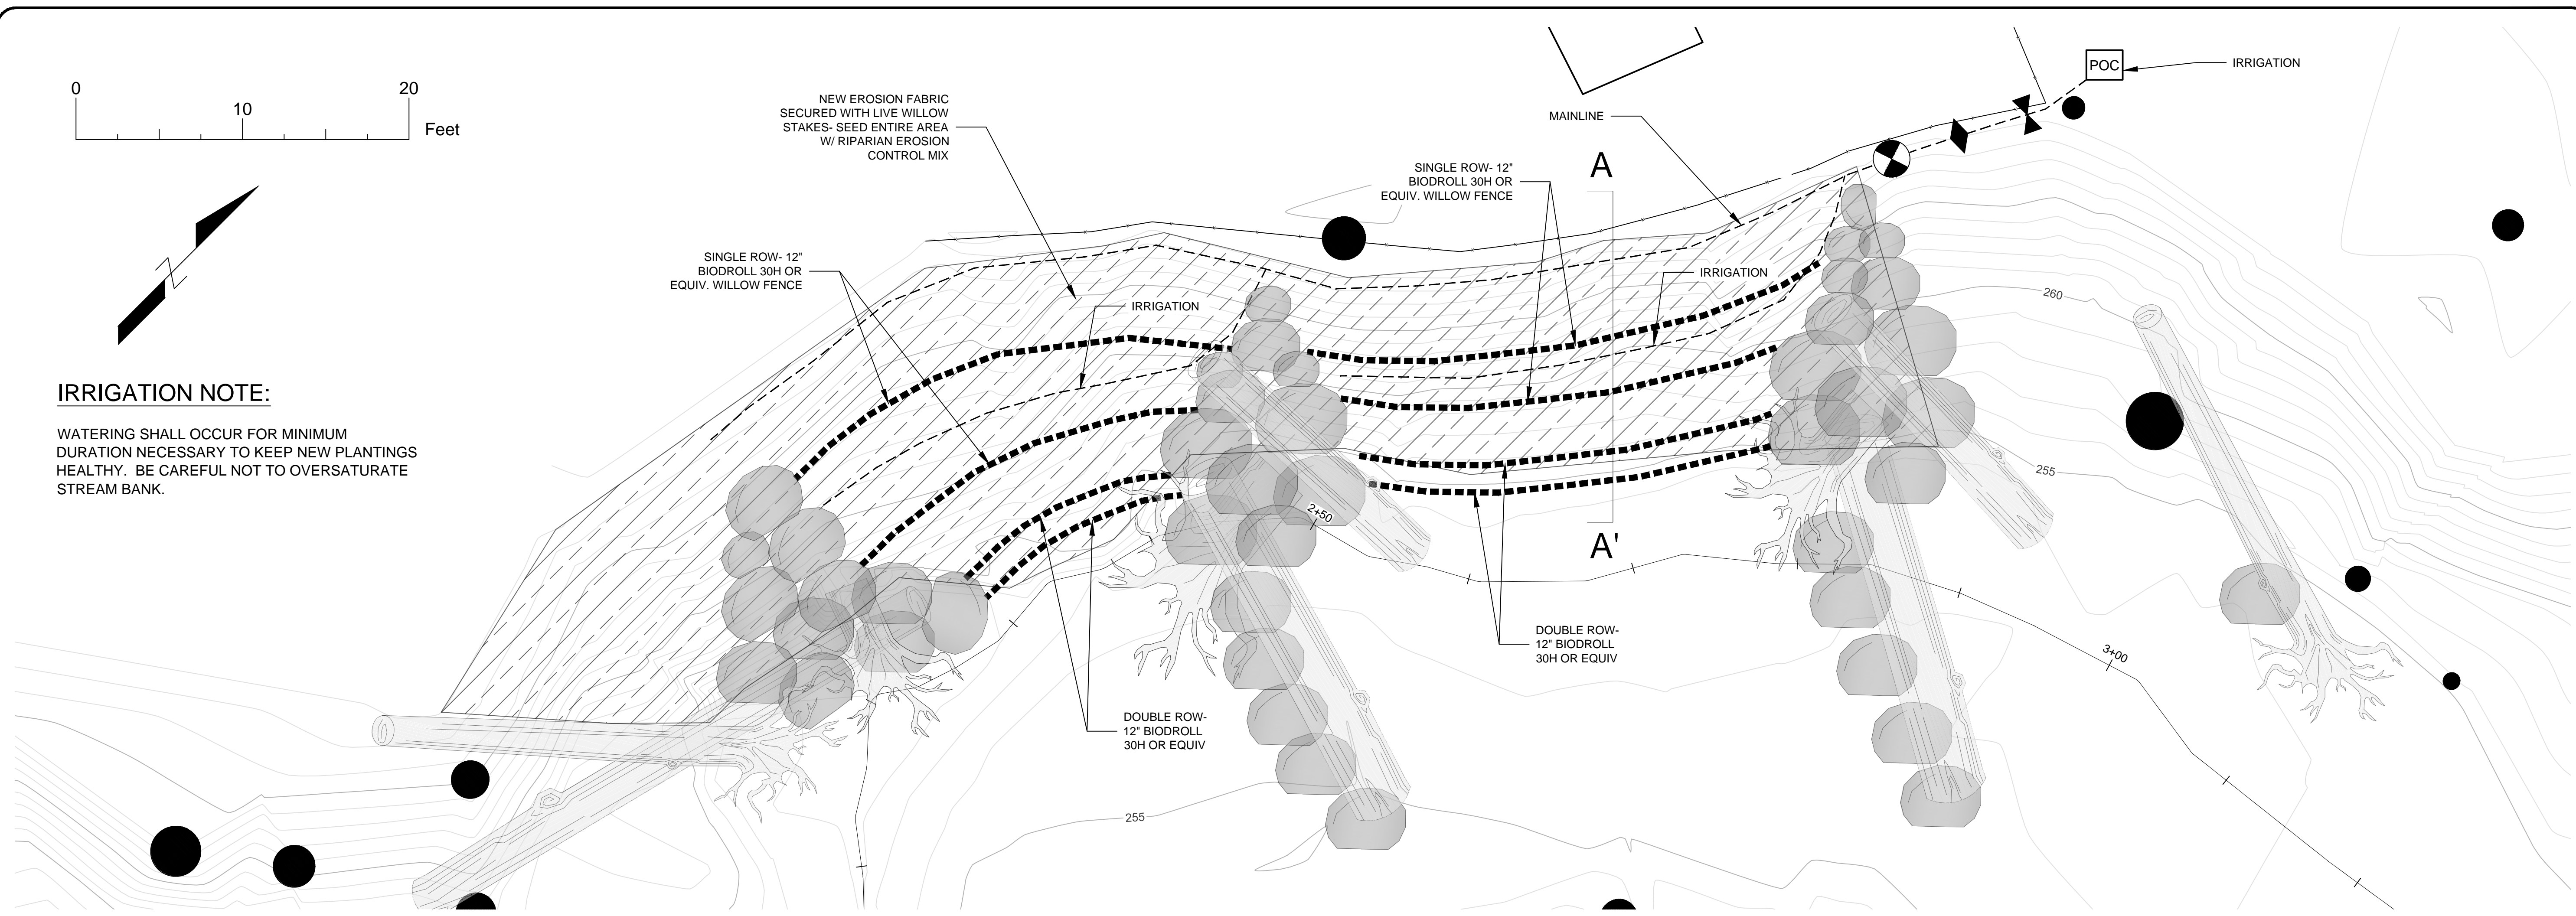 0
20
10
Feet
POC
IRRIGATION
NEW EROSION FABRIC
SECURED WITH LIVE WILLOW
STAKES- SEED ENTIRE AREA
W/ RIPARIAN EROSION
CONTROL MIX
MAINLINE
A
SINGLE ROW- 12"
BIODROLL 30H OR
EQUIV. WILLOW FENCE
SINGLE ROW- 12"
BIODROLL 30H OR
EQUIV. WILLOW FENCE
IRRIGATION
IRRIGATION
260
IRRIGATION NOTE:
WATERING SHALL OCCUR FOR MINIMUM
DURATION NECESSARY TO KEEP NEW PLANTINGS
HEALTHY. BE CAREFUL NOT TO OVERSATURATE
STREAM BANK.
255
2+50
A'
DOUBLE ROW-
12" BIODROLL
30H OR EQUIV
3+00
DOUBLE ROW-
12" BIODROLL
30H OR EQUIV
255